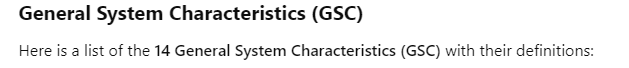 General System Characteristics (GSC)
Here is a list of the 14 General System Characteristics (GSC) with their definitions: